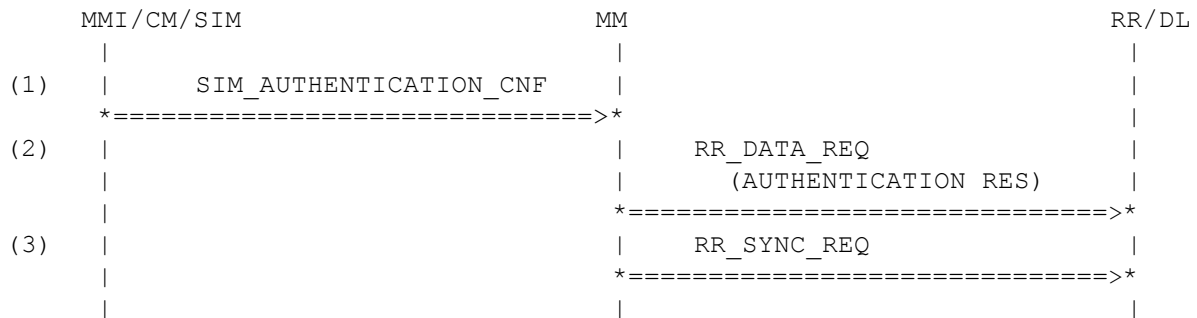 MMI/CM/SIM MM RR/DL
| | |
(1) | SIM_AUTHENTICATION_CNF | |
*==============================>* |
(2) | | RR_DATA_REQ |
| | (AUTHENTICATION RES) |
| *==============================>*
(3) | | RR_SYNC_REQ |
| *==============================>*
| | |